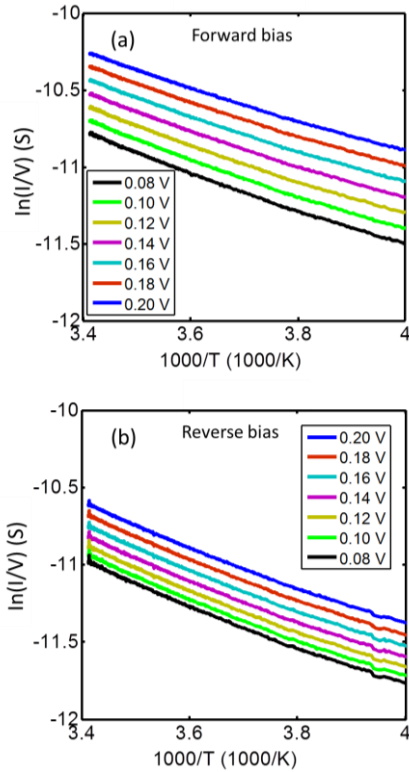 (a)
Forward bias
-10
-10.5
-11
-11.5
-12
ln(I/V) (S)
0.08 V
0.10 V
0.12 V
0.14 V
0.16 V
0.18 V
0.20 V
3.4
3.6
3.8
4
1000/T (1000/K)
(b)
Reverse bias
-10
-10.5
-11
-11.5
-12
ln(I/V) (S)
0.20 V
0.18 V
0.16 V
0.14 V
0.12 V
0.10 V
0.08 V
3.4
3.6
3.8
4
1000/T (1000/K)